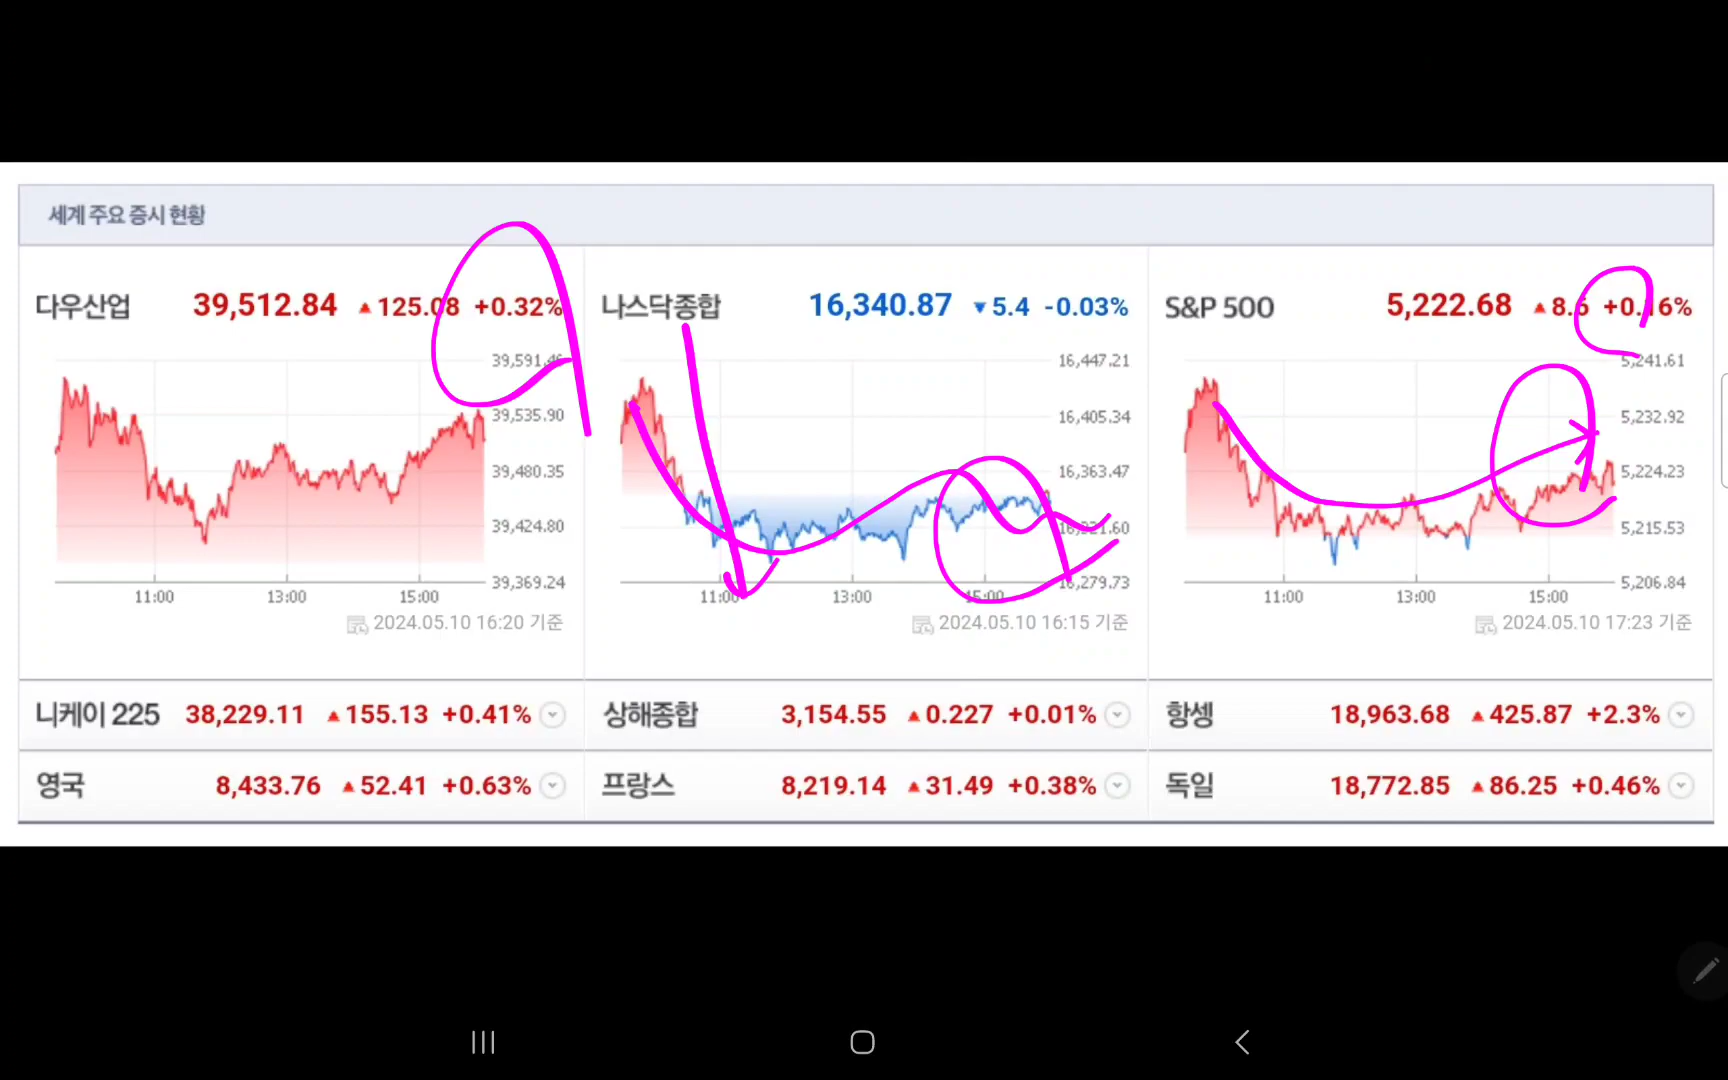 세계 주요 증시 현황
다우산업 39,512.84 ▲125.08 +0.32%
39,591.46
39,535.90
39,480.35
39,424.80
39,369.24
11:00 13:00 15:00
2024.05.10 16:20 기준
나스닥종합 16,340.87 ▼5.4 -0.03%
16,447.21
16,405.34
16,363.47
16,321.60
16,279.73
11:00 13:00 15:00
2024.05.10 16:15 기준
S&P 500 5,222.68 ▲8.6 +0.16%
5,241.61
5,232.92
5,224.23
5,215.53
5,206.84
11:00 13:00 15:00
2024.05.10 17:23 기준
니케이 225 38,229.11 ▲155.13 +0.41%
상해종합 3,154.55 ▲0.227 +0.01%
항셍 18,963.68 ▲425.87 +2.3%
영국 8,433.76 ▲52.41 +0.63%
프랑스 8,219.14 ▲31.49 +0.38%
독일 18,772.85 ▲86.25 +0.46%